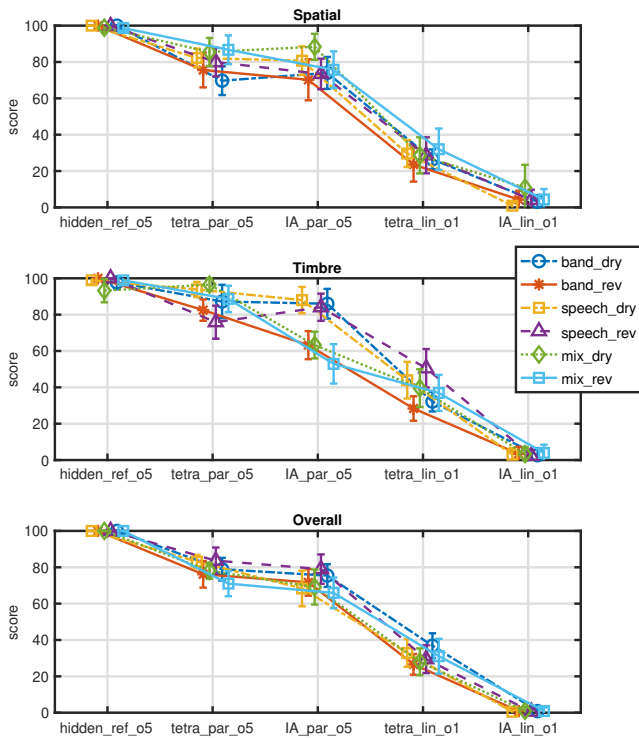 Spatial
100
80
60
40
20
0
score
hidden_ref_o5 tetra_par_o5 IA_par_o5 tetra_lin_o1 IA_lin_o1
Timbre
100
80
60
40
20
0
score
hidden_ref_o5 tetra_par_o5 IA_par_o5 tetra_lin_o1 IA_lin_o1
band_dry
band_rev
speech_dry
speech_rev
mix_dry
mix_rev
Overall
100
80
60
40
20
0
score
hidden_ref_o5 tetra_par_o5 IA_par_o5 tetra_lin_o1 IA_lin_o1